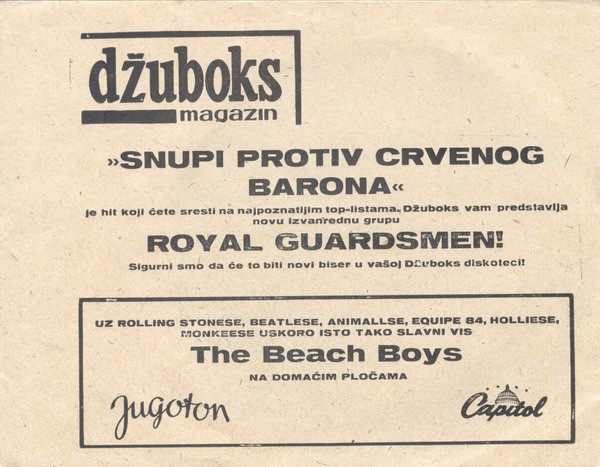 džuboks
magazin
»SNUPI PROTIV CRVENOG
BARONA«
je hit koji ćete sresti na najpoznatijim top-listama. Džuboks vam predstavlja
novu izvanrednu grupu
ROYAL GUARDSMEN!
Sigurni smo da će to biti novi biser u vašoj Džuboks diskoteci!
UZ ROLLING STONESE, BEATLESE, ANIMALLSE, EQUIPE 84, HOLLIESE,
MONKEESE USKORO ISTO TAKO SLAVNI VIS
The Beach Boys
NA DOMAĆIM PLOČAMA
Jugoton
Capitol